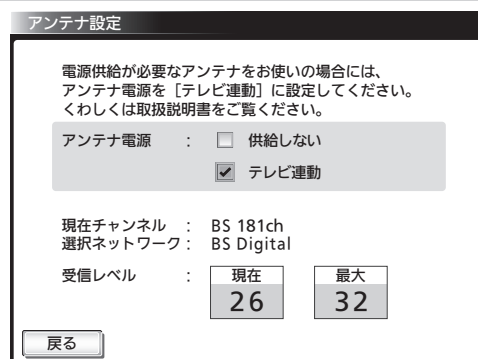 アンテナ設定
電源供給が必要なアンテナをお使いの場合には、
アンテナ電源を［テレビ連動］に設定してください。
くわしくは取扱説明書をご覧ください。
アンテナ電源 : 供給しない
テレビ連動
現在チャンネル : BS 181ch
選択ネットワーク : BS Digital
受信レベル : 現在 最大
26 32
戻る